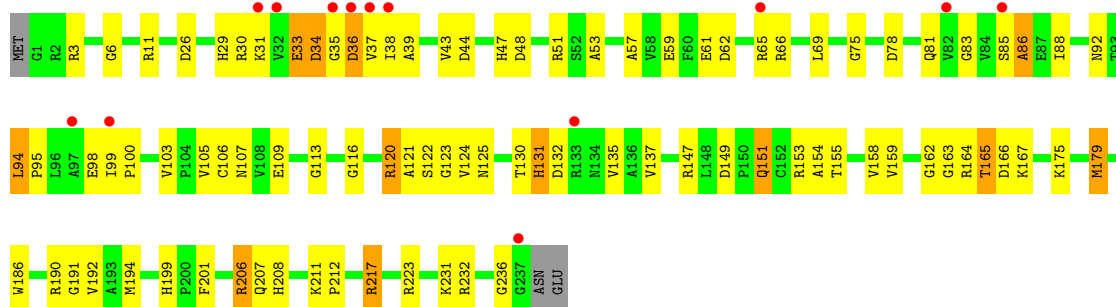 MET G1 R2 R3 G6 R11 D26 H29 R30 K31 V32 E33 D34 G35 D36 V37 I38 A39 V43 D44 H47 D48 R51 S52 A53 A57 V58 E59 F60 E61 D62 R65 R66 L69 G75 D78 Q81 V82 G83 V84 S85 A86 E87 I88 N92 T93
L94 P95 L96 A97 E98 I99 P100 V103 P104 V105 C106 N107 V108 E109 G113 G116 R120 A121 S122 G123 V124 N125 T130 H131 D132 R133 N134 V135 A136 V137 R147 L148 D149 P150 Q151 C152 R153 A154 T155 V158 V159 G162 G163 R164 T165 D166 K167 K175 M179
W186 R190 G191 V192 A193 M194 H199 P200 F201 R206 Q207 H208 K211 P212 R217 R223 K231 R232 G236 G237 ASN GLU